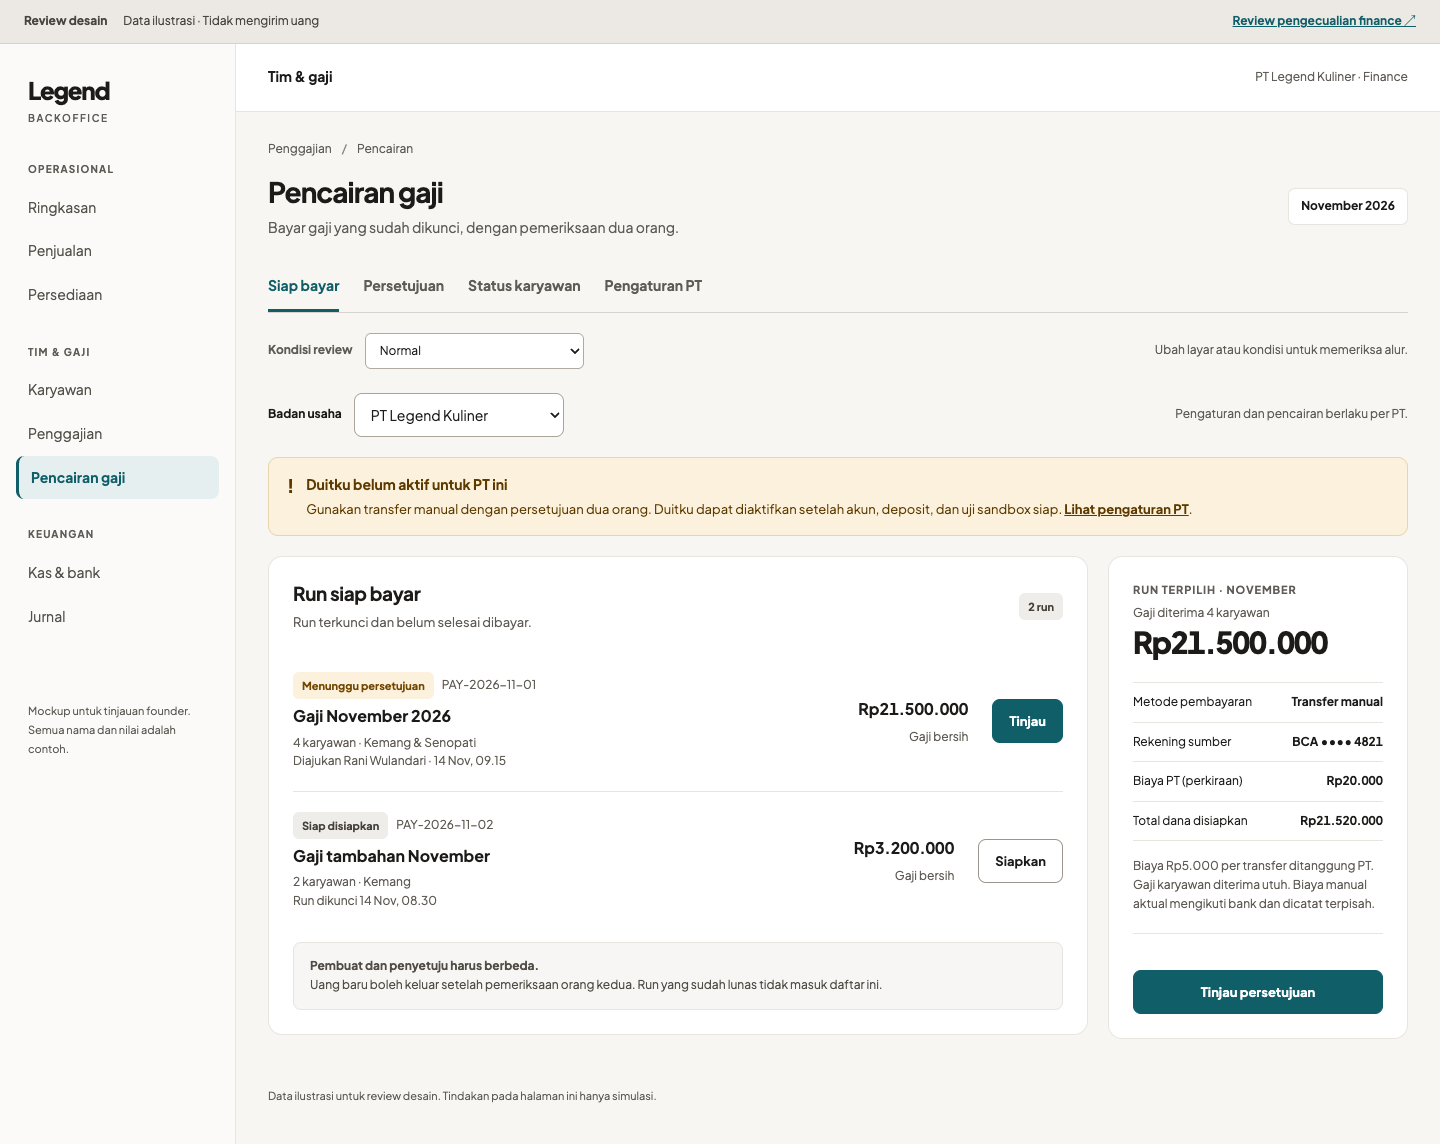 Review desain
Data ilustrasi · Tidak mengirim uang
Review pengecualian finance ↗
Legend
BACKOFFICE
OPERASIONAL
Ringkasan
Penjualan
Persediaan
TIM & GAJI
Karyawan
Penggajian
Pencairan gaji
KEUANGAN
Kas & bank
Jurnal
Mockup untuk tinjauan founder.
Semua nama dan nilai adalah
contoh.
Tim & gaji
PT Legend Kuliner · Finance
Penggajian / Pencairan
Pencairan gaji
Bayar gaji yang sudah dikunci, dengan pemeriksaan dua orang.
November 2026
Siap bayar
Persetujuan
Status karyawan
Pengaturan PT
Kondisi review
Normal
Ubah layar atau kondisi untuk memeriksa alur.
Badan usaha
PT Legend Kuliner
Pengaturan dan pencairan berlaku per PT.
! Duitku belum aktif untuk PT ini
Gunakan transfer manual dengan persetujuan dua orang. Duitku dapat diaktifkan setelah akun, deposit, dan uji sandbox siap. Lihat pengaturan PT.
Run siap bayar
Run terkunci dan belum selesai dibayar.
2 run
Menunggu persetujuan
PAY-2026-11-01
Gaji November 2026
4 karyawan · Kemang & Senopati
Diajukan Rani Wulandari · 14 Nov, 09.15
Rp21.500.000
Gaji bersih
Tinjau
Siap disiapkan
PAY-2026-11-02
Gaji tambahan November
2 karyawan · Kemang
Run dikunci 14 Nov, 08.30
Rp3.200.000
Gaji bersih
Siapkan
Pembuat dan penyetuju harus berbeda.
Uang baru boleh keluar setelah pemeriksaan orang kedua. Run yang sudah lunas tidak masuk daftar ini.
RUN TERPILIH · NOVEMBER
Gaji diterima 4 karyawan
Rp21.500.000
Metode pembayaran
Transfer manual
Rekening sumber
BCA •••• 4821
Biaya PT (perkiraan)
Rp20.000
Total dana disiapkan
Rp21.520.000
Biaya Rp5.000 per transfer ditanggung PT.
Gaji karyawan diterima utuh. Biaya manual
aktual mengikuti bank dan dicatat terpisah.
Tinjau persetujuan
Data ilustrasi untuk review desain. Tindakan pada halaman ini hanya simulasi.